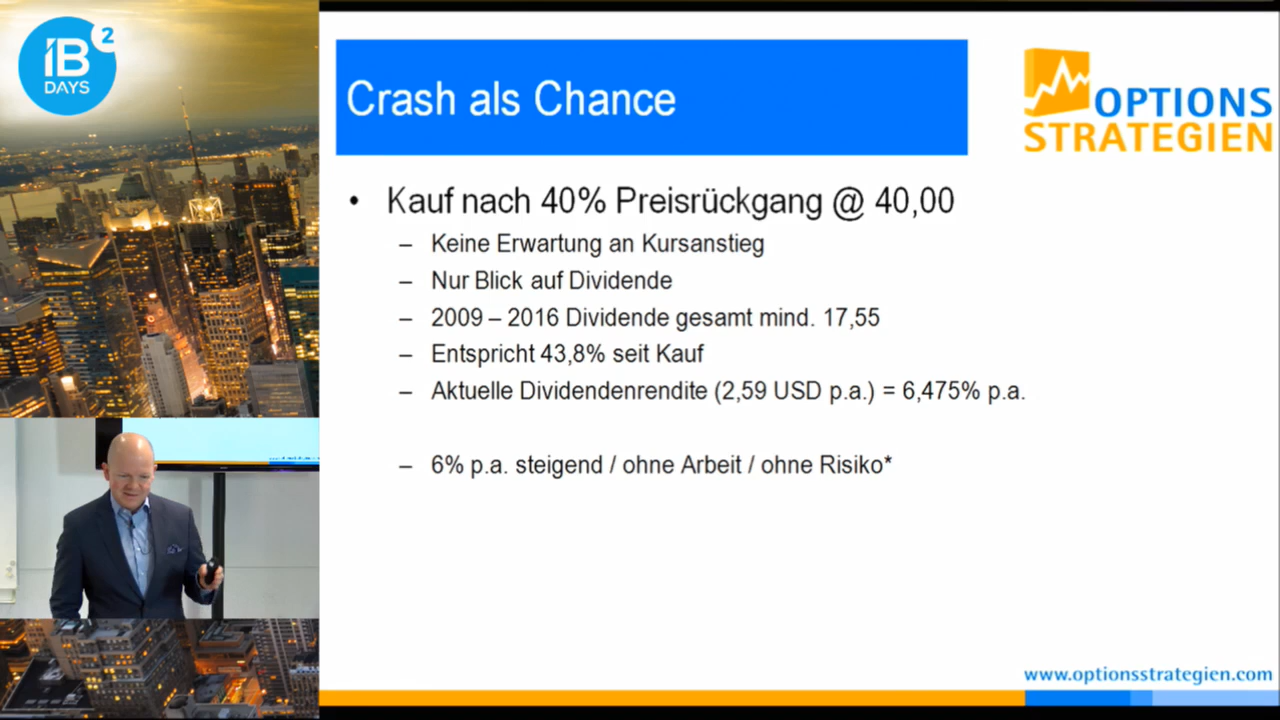 IB 2
DAYS
Crash als Chance
OPTIONS
STRATEGIEN
• Kauf nach 40% Preisrückgang @ 40,00
– Keine Erwartung an Kursanstieg
– Nur Blick auf Dividende
– 2009 – 2016 Dividende gesamt mind. 17,55
– Entspricht 43,8% seit Kauf
– Aktuelle Dividendenrendite (2,59 USD p.a.) = 6,475% p.a.
– 6% p.a. steigend / ohne Arbeit / ohne Risiko*
www.optionsstrategien.com